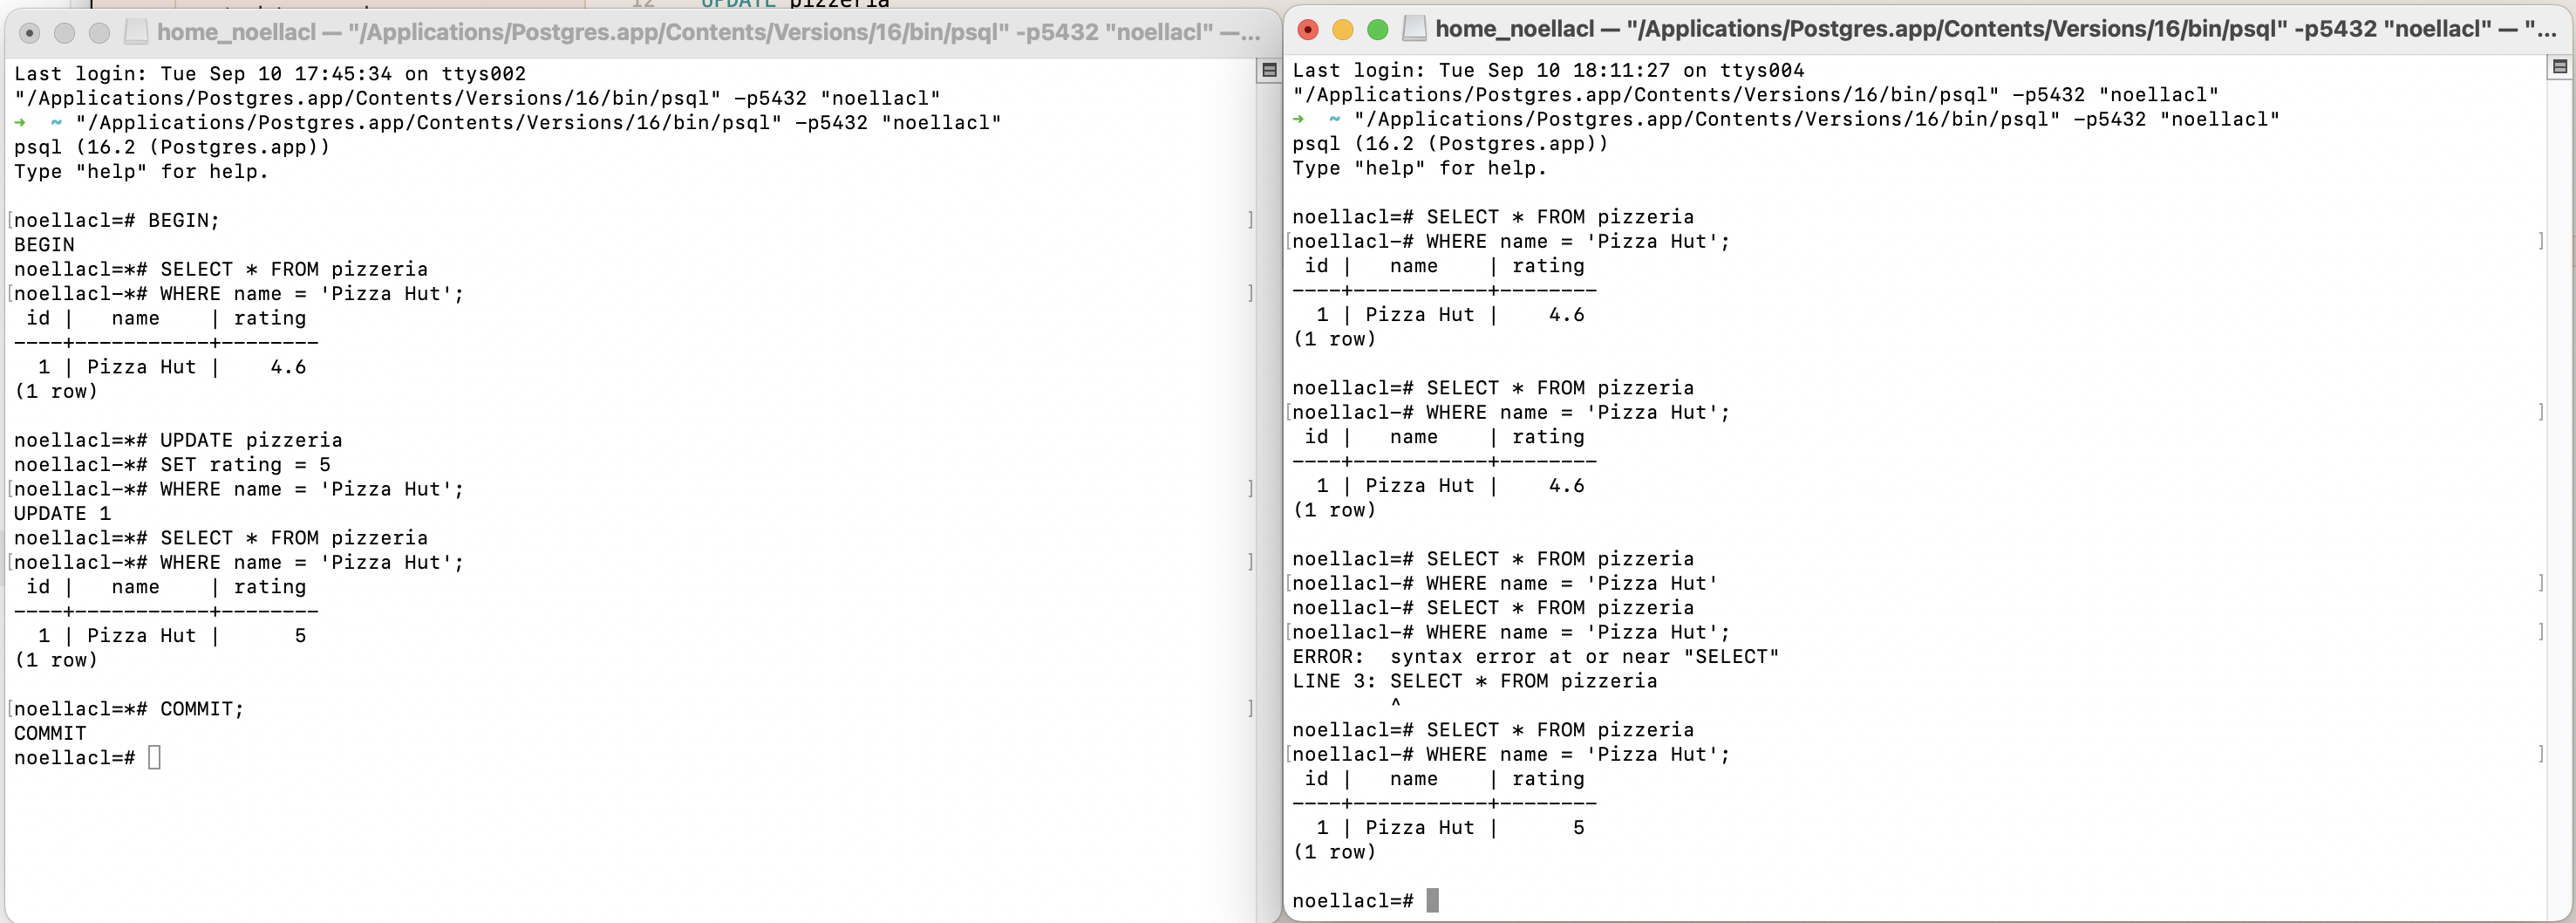 12 UPDATE pizzeria
home_noellacl — "/Applications/Postgres.app/Contents/Versions/16/bin/psql" -p5432 "noellacl" —...
Last login: Tue Sep 10 17:45:34 on ttys002
"/Applications/Postgres.app/Contents/Versions/16/bin/psql" -p5432 "noellacl"
➜  ~ "/Applications/Postgres.app/Contents/Versions/16/bin/psql" -p5432 "noellacl"
psql (16.2 (Postgres.app))
Type "help" for help.
[noellacl=# BEGIN; ]
BEGIN
noellacl=*# SELECT * FROM pizzeria
[noellacl-*# WHERE name = 'Pizza Hut'; ]
 id |   name    | rating
----+-----------+--------
  1 | Pizza Hut |    4.6
(1 row)
noellacl=*# UPDATE pizzeria
noellacl-*# SET rating = 5
[noellacl-*# WHERE name = 'Pizza Hut'; ]
UPDATE 1
noellacl=*# SELECT * FROM pizzeria
[noellacl-*# WHERE name = 'Pizza Hut'; ]
 id |   name    | rating
----+-----------+--------
  1 | Pizza Hut |      5
(1 row)
[noellacl=*# COMMIT; ]
COMMIT
noellacl=#
home_noellacl — "/Applications/Postgres.app/Contents/Versions/16/bin/psql" -p5432 "noellacl" — "...
Last login: Tue Sep 10 18:11:27 on ttys004
"/Applications/Postgres.app/Contents/Versions/16/bin/psql" -p5432 "noellacl"
➜  ~ "/Applications/Postgres.app/Contents/Versions/16/bin/psql" -p5432 "noellacl"
psql (16.2 (Postgres.app))
Type "help" for help.
noellacl=# SELECT * FROM pizzeria
[noellacl-# WHERE name = 'Pizza Hut'; ]
 id |   name    | rating
----+-----------+--------
  1 | Pizza Hut |    4.6
(1 row)
noellacl=# SELECT * FROM pizzeria
[noellacl-# WHERE name = 'Pizza Hut'; ]
 id |   name    | rating
----+-----------+--------
  1 | Pizza Hut |    4.6
(1 row)
noellacl=# SELECT * FROM pizzeria
[noellacl-# WHERE name = 'Pizza Hut' ]
noellacl-# SELECT * FROM pizzeria
[noellacl-# WHERE name = 'Pizza Hut'; ]
ERROR:  syntax error at or near "SELECT"
LINE 3: SELECT * FROM pizzeria
        ^
noellacl=# SELECT * FROM pizzeria
[noellacl-# WHERE name = 'Pizza Hut'; ]
 id |   name    | rating
----+-----------+--------
  1 | Pizza Hut |      5
(1 row)
noellacl=#